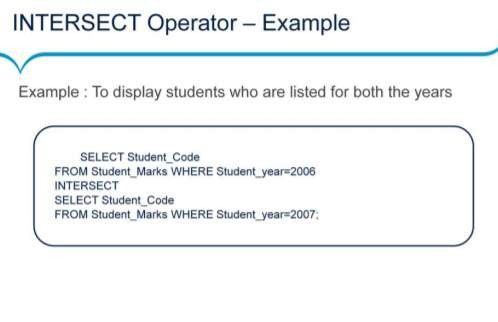 INTERSECT Operator – Example
Example : To display students who are listed for both the years
SELECT Student_Code
FROM Student_Marks WHERE Student_year=2006
INTERSECT
SELECT Student_Code
FROM Student_Marks WHERE Student_year=2007;